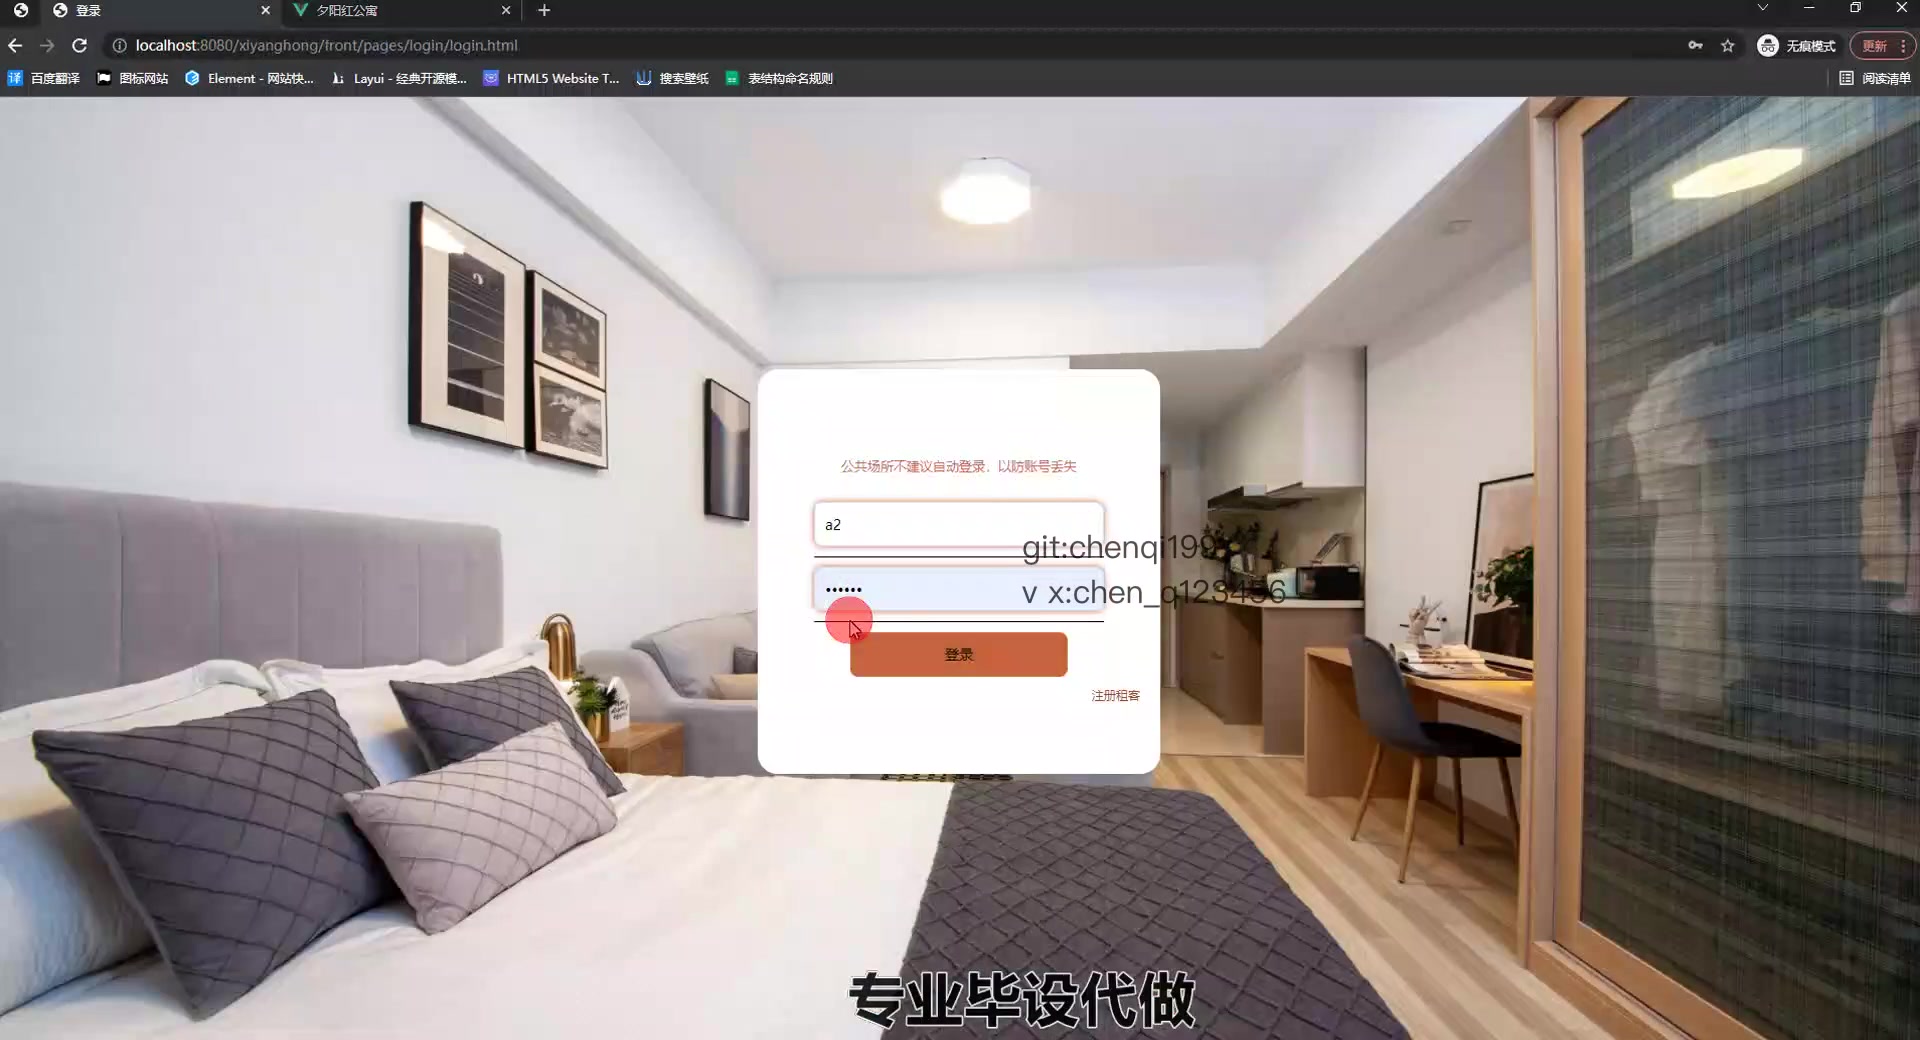 登录
夕阳红公寓
localhost:8080/xiyanghong/front/pages/login/login.html
无痕模式
更新
译 百度翻译
图标网站
Element - 网站快...
Layui - 经典开源模...
HTML5 Website T...
搜索壁纸
表结构命名规则
阅读清单
公共场所不建议自动登录，以防账号丢失
a2
git:chenqi199
••••••
v x:chen_q123456
登录
注册租客
专业毕设代做